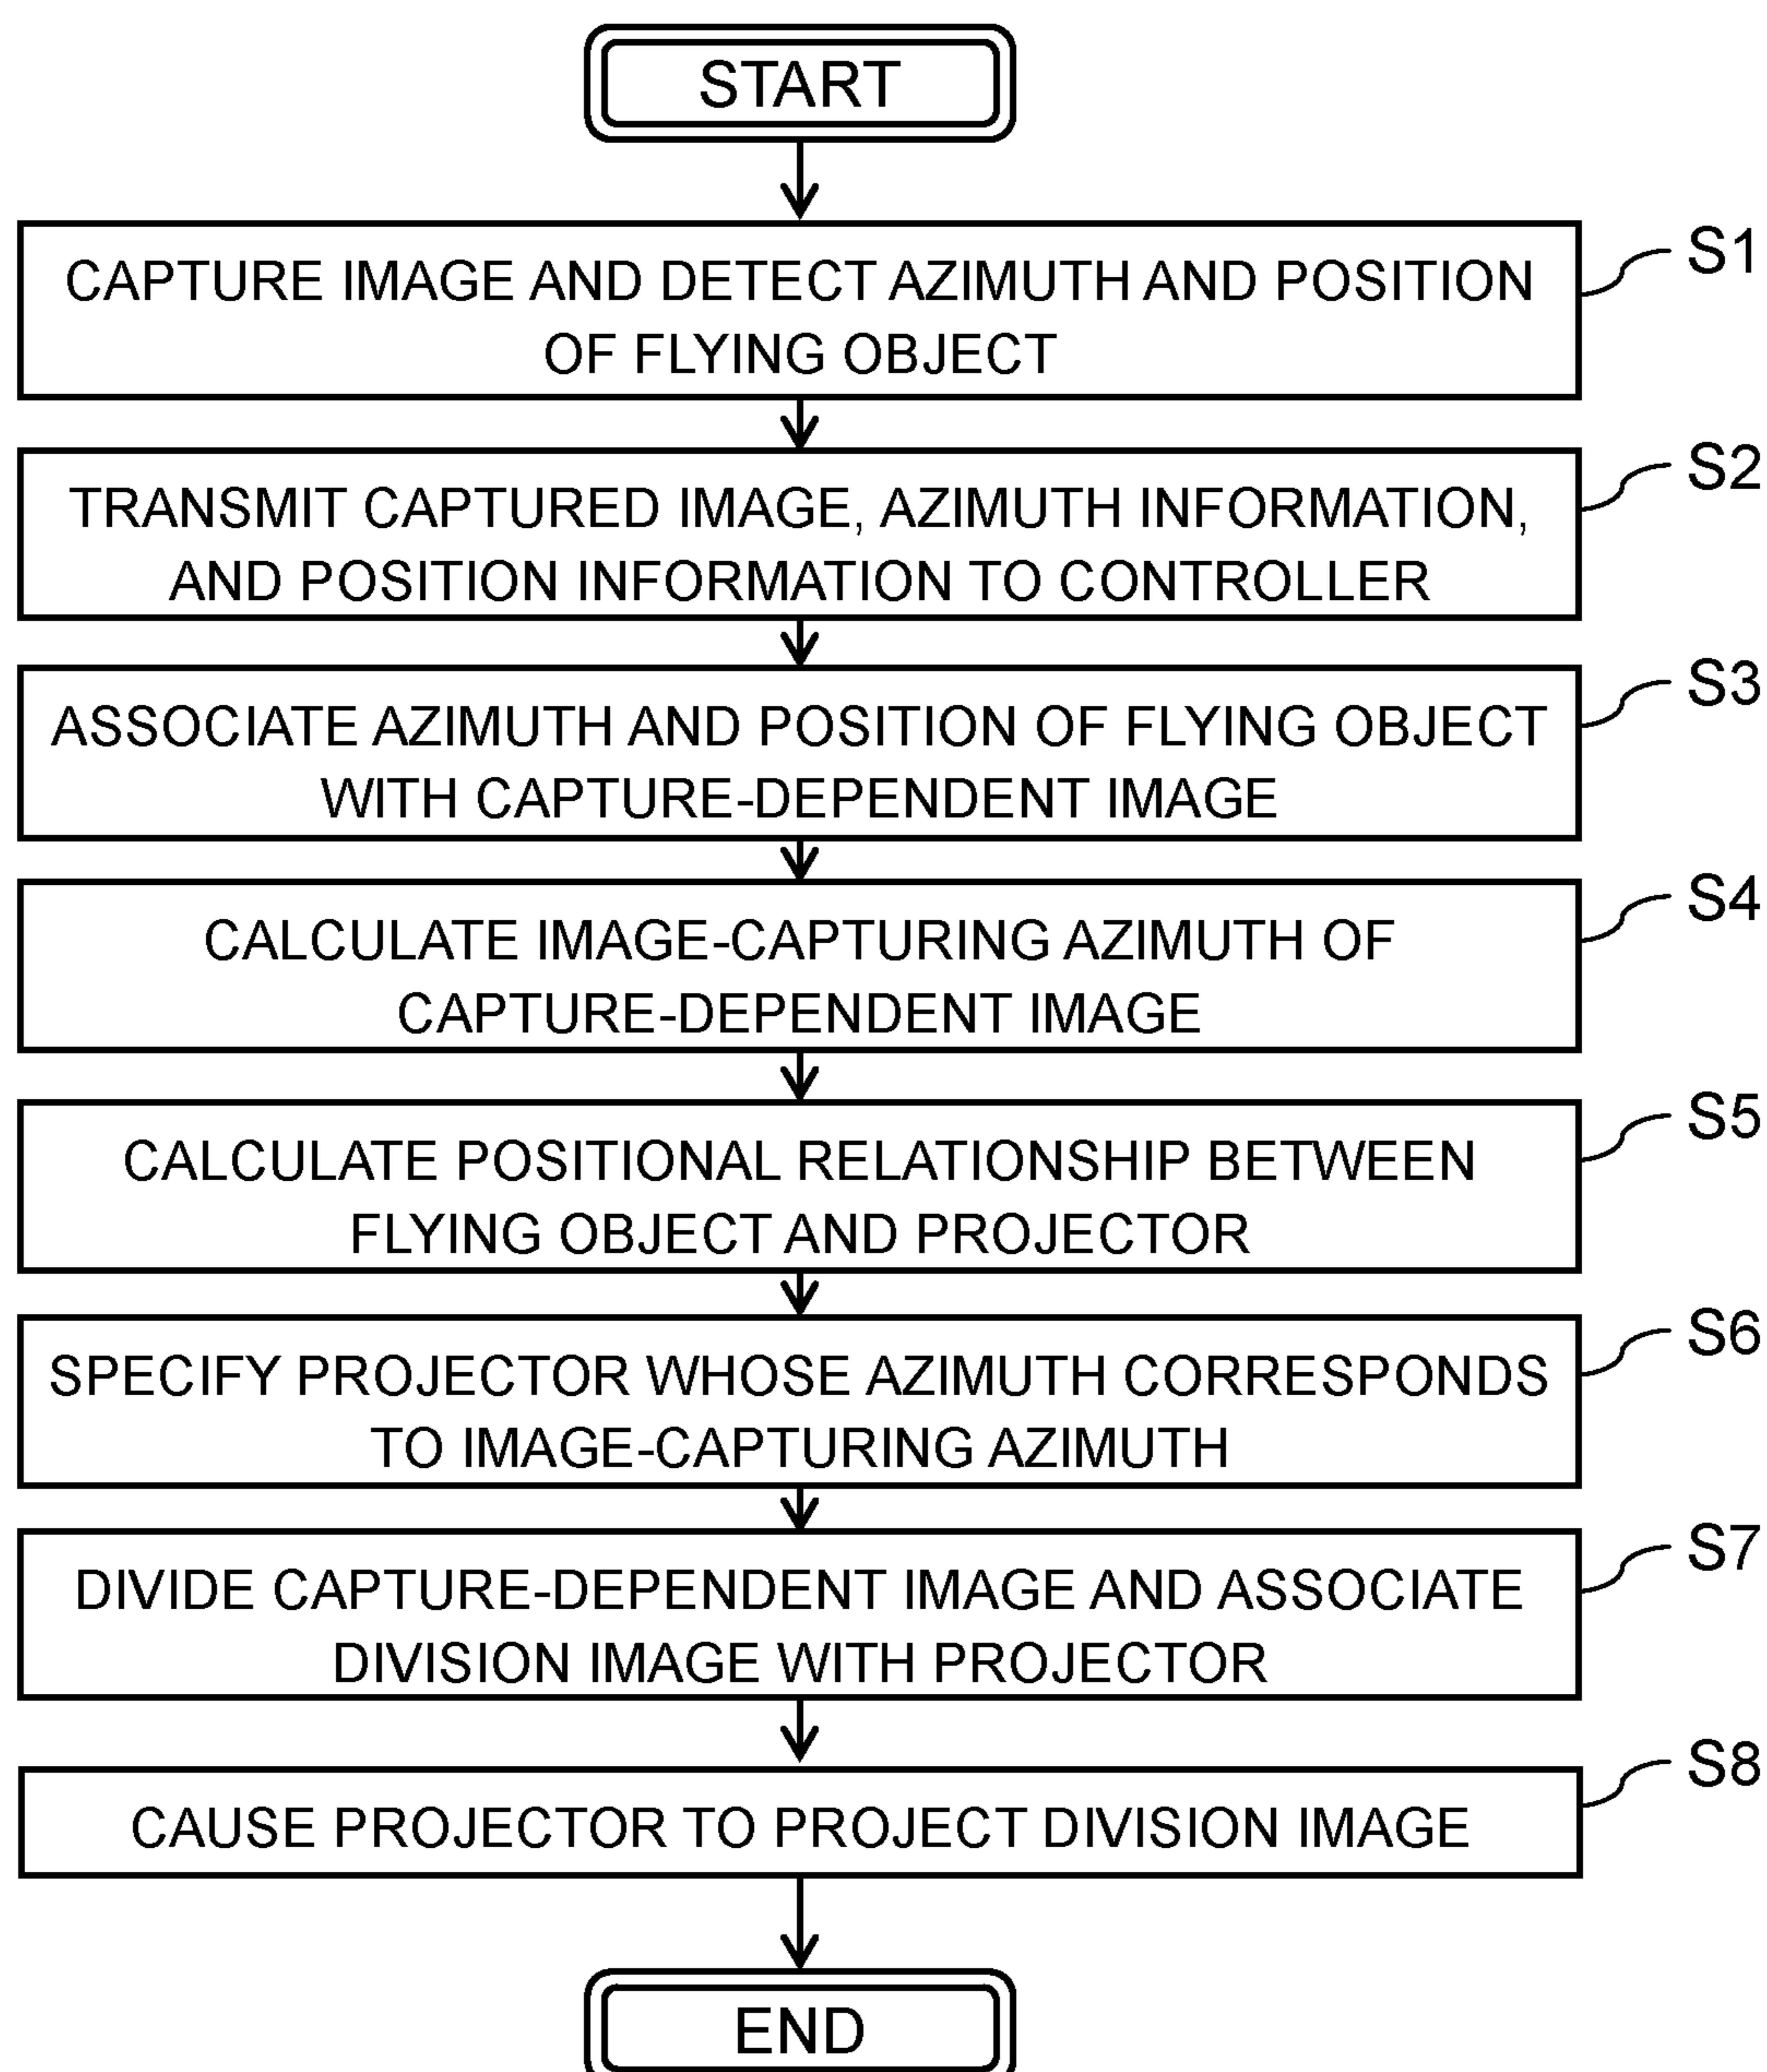 START
CAPTURE IMAGE AND DETECT AZIMUTH AND POSITION
OF FLYING OBJECT
S1
TRANSMIT CAPTURED IMAGE, AZIMUTH INFORMATION,
AND POSITION INFORMATION TO CONTROLLER
S2
ASSOCIATE AZIMUTH AND POSITION OF FLYING OBJECT
WITH CAPTURE-DEPENDENT IMAGE
S3
CALCULATE IMAGE-CAPTURING AZIMUTH OF
CAPTURE-DEPENDENT IMAGE
S4
CALCULATE POSITIONAL RELATIONSHIP BETWEEN
FLYING OBJECT AND PROJECTOR
S5
SPECIFY PROJECTOR WHOSE AZIMUTH CORRESPONDS
TO IMAGE-CAPTURING AZIMUTH
S6
DIVIDE CAPTURE-DEPENDENT IMAGE AND ASSOCIATE
DIVISION IMAGE WITH PROJECTOR
S7
CAUSE PROJECTOR TO PROJECT DIVISION IMAGE
S8
END